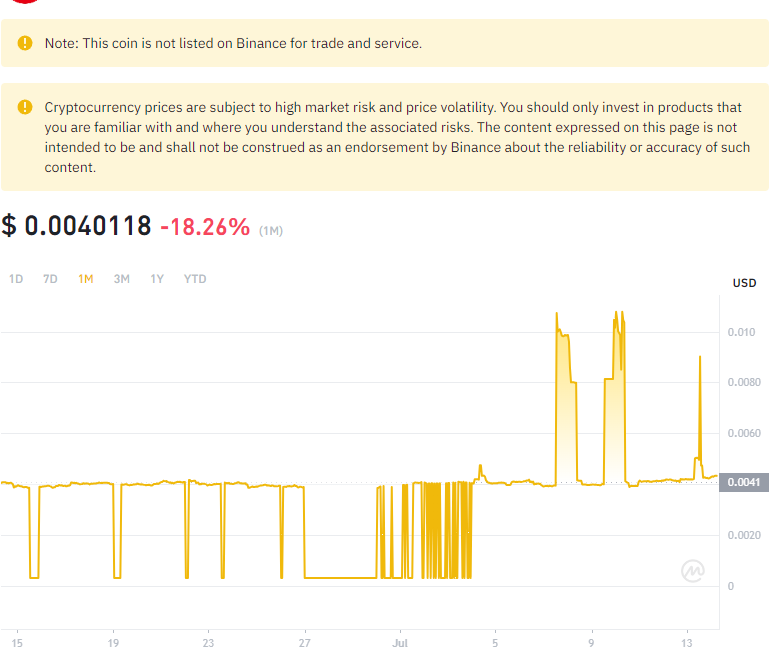 Note: This coin is not listed on Binance for trade and service.
Cryptocurrency prices are subject to high market risk and price volatility. You should only invest in products that
you are familiar with and where you understand the associated risks. The content expressed on this page is not
intended to be and shall not be construed as an endorsement by Binance about the reliability or accuracy of such
content.
$ 0.0040118 -18.26% (1M)
1D 7D 1M 3M 1Y YTD
USD
0.010
0.0080
0.0060
0.0041
0.0020
0
15 19 23 27 Jul 5 9 13